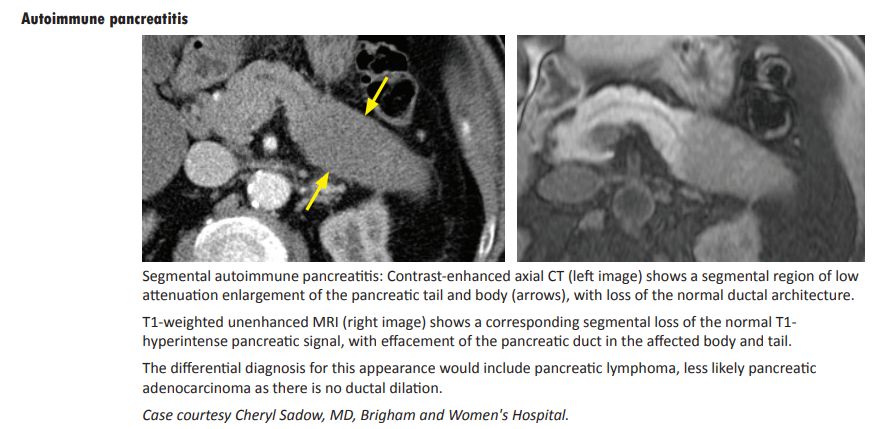 Autoimmune pancreatitis
Segmental autoimmune pancreatitis: Contrast-enhanced axial CT (left image) shows a segmental region of low
attenuation enlargement of the pancreatic tail and body (arrows), with loss of the normal ductal architecture.
T1-weighted unenhanced MRI (right image) shows a corresponding segmental loss of the normal T1-
hyperintense pancreatic signal, with effacement of the pancreatic duct in the affected body and tail.
The differential diagnosis for this appearance would include pancreatic lymphoma, less likely pancreatic
adenocarcinoma as there is no ductal dilation.
Case courtesy Cheryl Sadow, MD, Brigham and Women's Hospital.